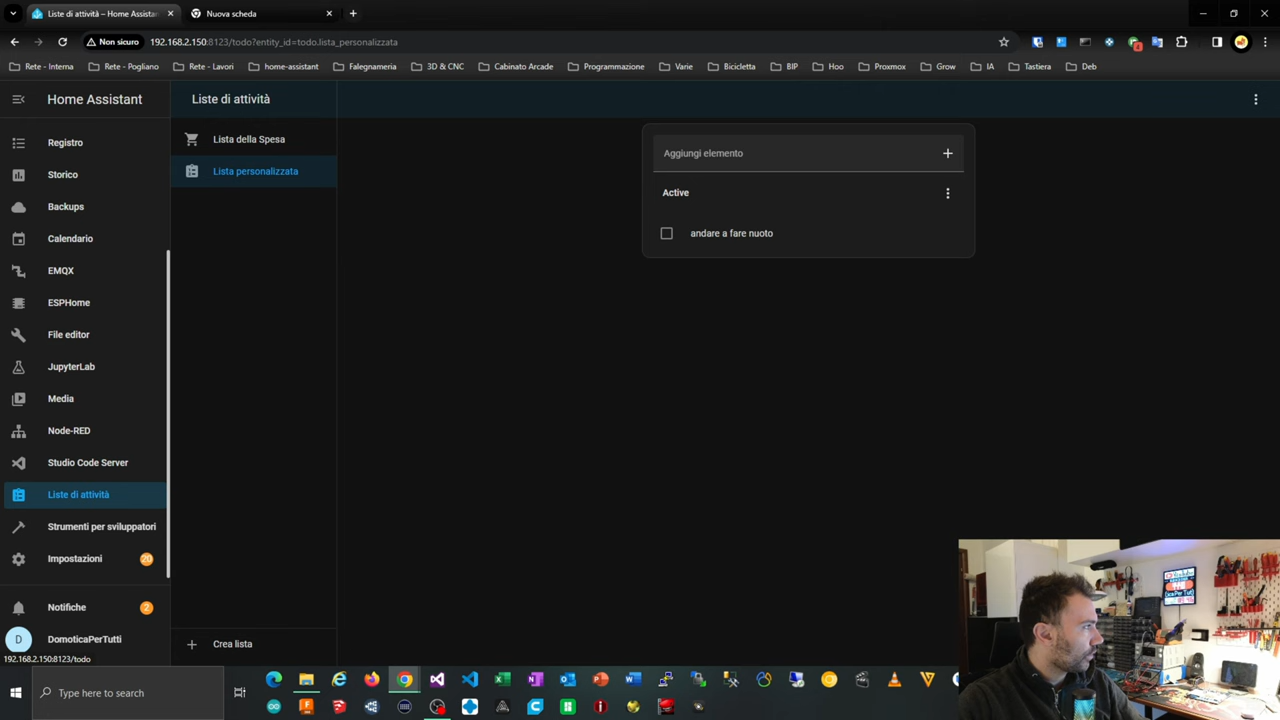 Liste di attività – Home Assistan
Nuova scheda
Non sicuro
192.168.2.150:8123/todo?entity_id=todo.lista_personalizzata
4
Rete - Interna
Rete - Pogliano
Rete - Lavori
home-assistant
Falegnameria
3D & CNC
Cabinato Arcade
Programmazione
Varie
Bicicletta
BIP
Hoo
Proxmox
Grow
IA
Tastiera
Deb
Home Assistant
Liste di attività
Registro
Storico
Backups
Calendario
EMQX
ESPHome
File editor
JupyterLab
Media
Node-RED
Studio Code Server
Liste di attività
Strumenti per sviluppatori
Impostazioni
20
Notifiche
2
D
DomoticaPerTutti
192.168.2.150:8123/todo
Lista della Spesa
Lista personalizzata
Crea lista
Aggiungi elemento
Active
andare a fare nuoto
Type here to search